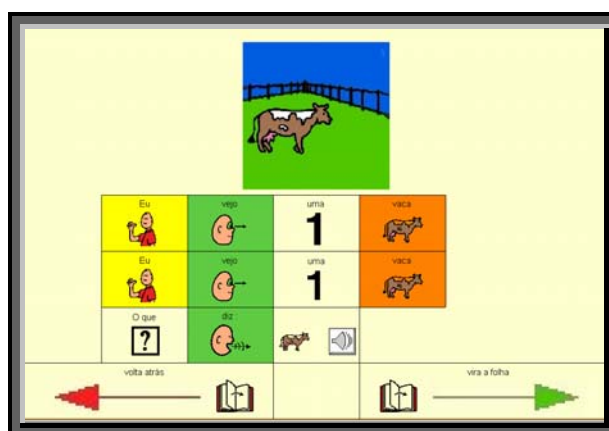 Eu vejo uma vaca
1
Eu vejo uma vaca
1
O que diz
?
volta atrás vira a folha